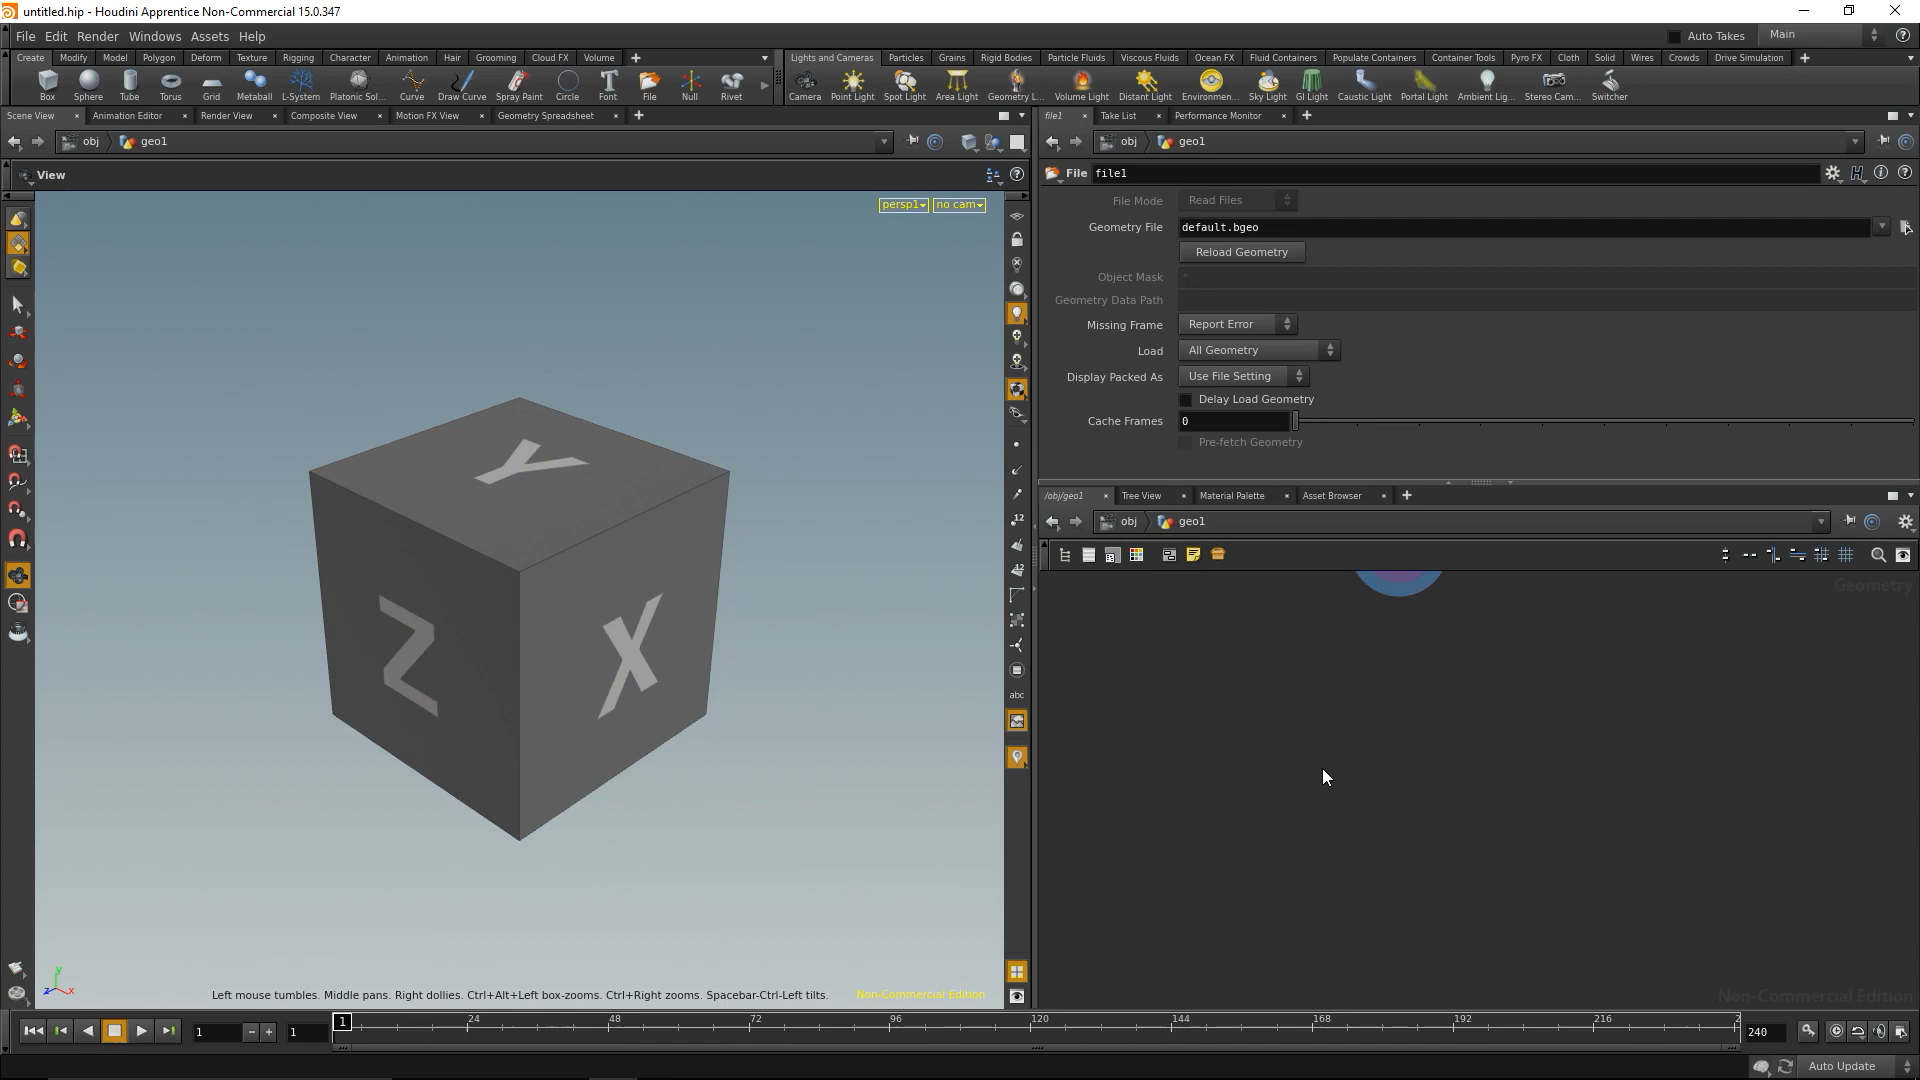 untitled.hip - Houdini Apprentice Non-Commercial 15.0.347
File Edit Render Windows Assets Help
Auto Takes Main
Create Modify Model Polygon Deform Texture Rigging Character Animation Hair Grooming Cloud FX Volume
Lights and Cameras Particles Grains Rigid Bodies Particle Fluids Viscous Fluids Ocean FX Fluid Containers Populate Containers Container Tools Pyro FX Cloth Solid Wires Crowds Drive Simulation
Box Sphere Tube Torus Grid Metaball L-System Platonic Sol... Curve Draw Curve Spray Paint Circle Font File Null Rivet
Camera Point Light Spot Light Area Light Geometry L... Volume Light Distant Light Environmen... Sky Light GI Light Caustic Light Portal Light Ambient Lig... Stereo Cam... Switcher
Scene View Animation Editor Render View Composite View Motion FX View Geometry Spreadsheet
file1 Take List Performance Monitor
obj geo1
obj geo1
View
File file1
persp1 no cam
File Mode Read Files
Geometry File default.bgeo
Reload Geometry
Object Mask *
Geometry Data Path
Missing Frame Report Error
Load All Geometry
Display Packed As Use File Setting
Delay Load Geometry
Cache Frames 0
Pre-fetch Geometry
/obj/geo1 Tree View Material Palette Asset Browser
obj geo1
Geometry
Y
Z
X
12
12
abc
y
z x
Left mouse tumbles. Middle pans. Right dollies. Ctrl+Alt+Left box-zooms. Ctrl+Right zooms. Spacebar-Ctrl-Left tilts.
Non-Commercial Edition
Non-Commercial Edition
1 1 1 24 48 72 96 120 144 168 192 216 2 240
Auto Update